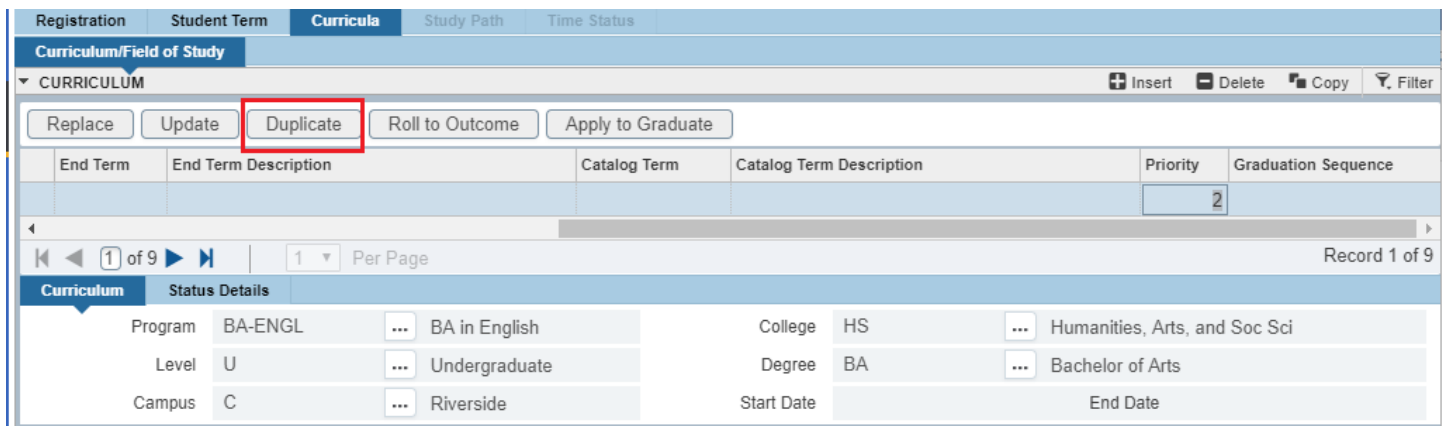 Registration Student Term Curricula Study Path Time Status
Curriculum/Field of Study
CURRICULUM Insert Delete Copy Filter
Replace Update Duplicate Roll to Outcome Apply to Graduate
End Term End Term Description Catalog Term Catalog Term Description Priority Graduation Sequence
2
1 of 9 1 Per Page Record 1 of 9
Curriculum Status Details
Program BA-ENGL ... BA in English College HS ... Humanities, Arts, and Soc Sci
Level U ... Undergraduate Degree BA ... Bachelor of Arts
Campus C ... Riverside Start Date End Date